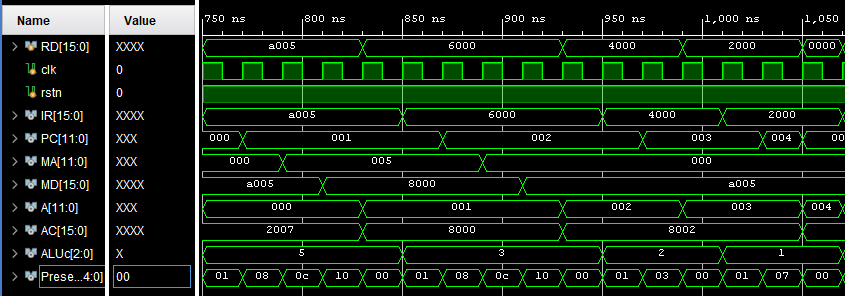 Name Value 750 ns 800 ns 850 ns 900 ns 950 ns 1,000 ns 1,050
RD[15:0] XXXX a005 6000 4000 2000 0000
clk 0
rstn 0
IR[15:0] XXXX a005 6000 4000 2000
PC[11:0] XXX 000 001 002 003 004 00
MA[11:0] XXX 000 005 000
MD[15:0] XXXX a005 8000 a005
A[11:0] XXX 000 001 002 003 004
AC[15:0] XXXX 2007 8000 8002
ALUc[2:0] X 5 3 2 1
Prese...4:0] 00 01 08 0c 10 00 01 08 0c 10 00 01 03 00 01 07 00